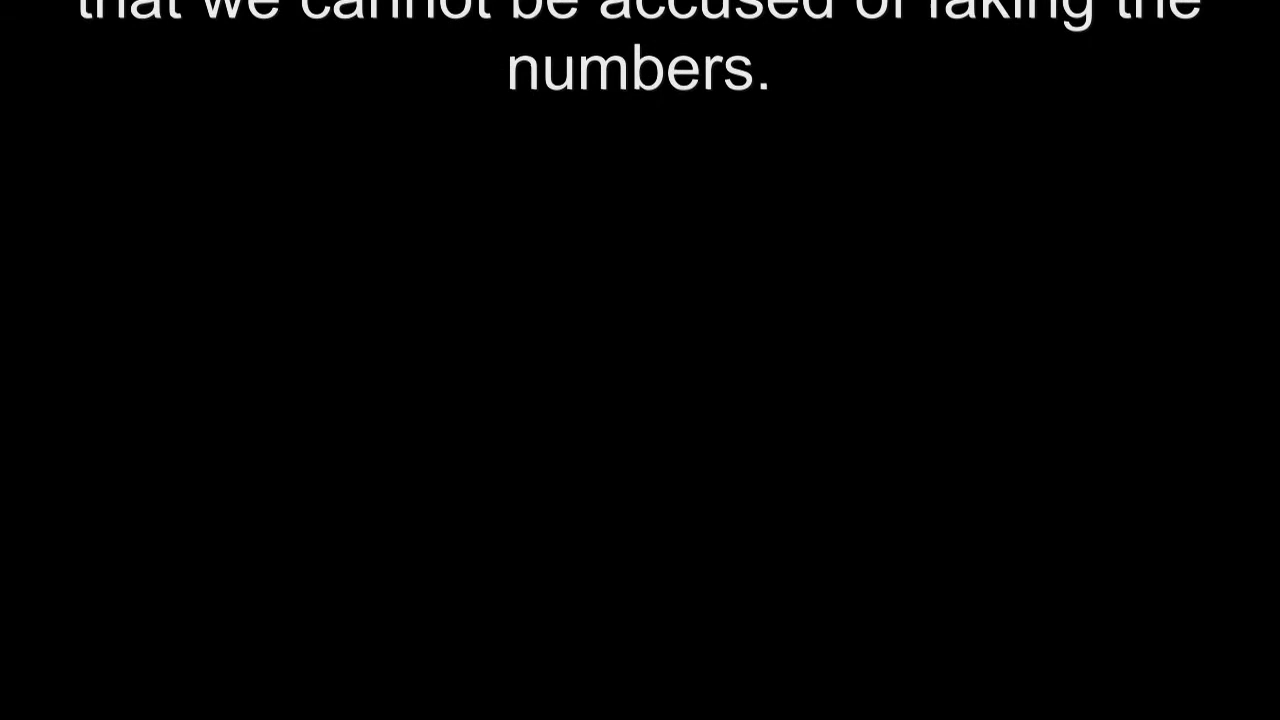 that we cannot be accused of faking the
numbers.